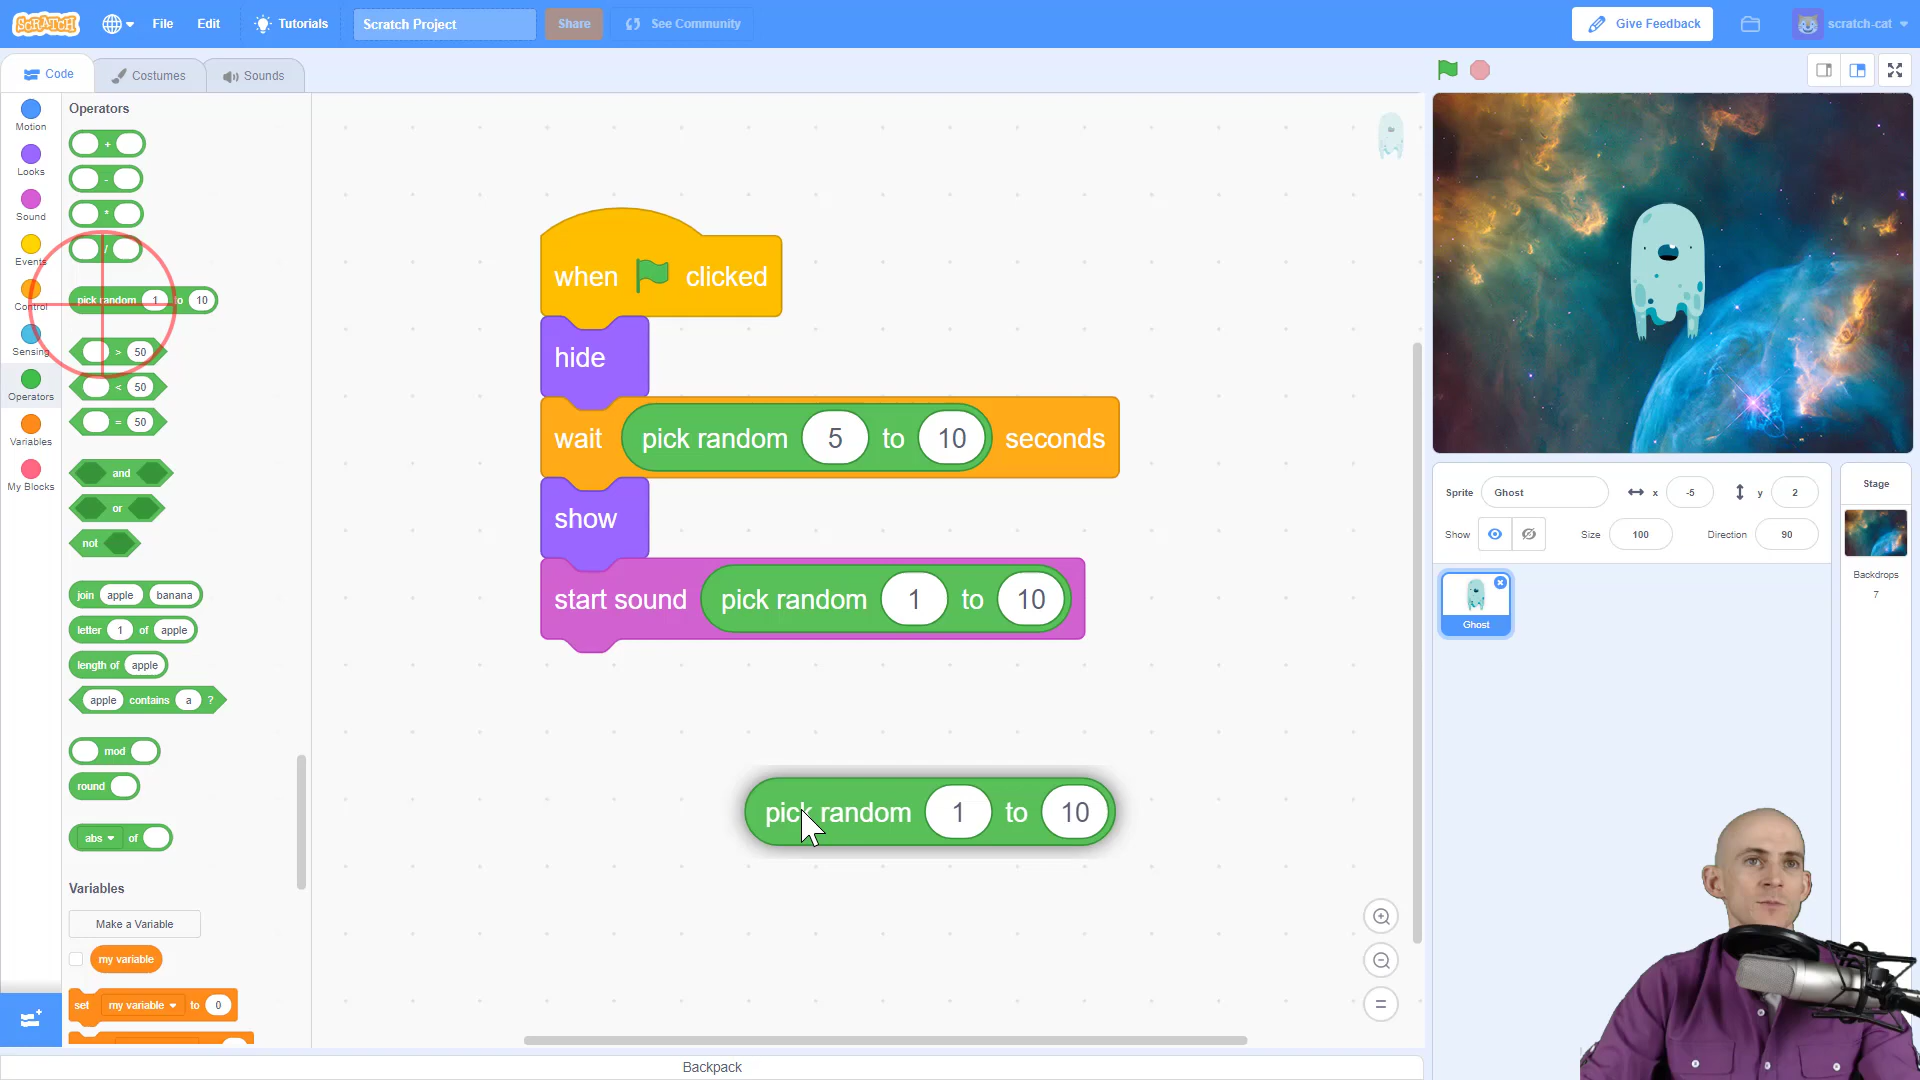 SCRATCH File Edit Tutorials Scratch Project Share See Community Give Feedback scratch-cat
Code Costumes Sounds
Motion
Looks
Sound
Events
Control
Sensing
Operators
Variables
My Blocks
Operators
+
-
*
/
pick random 1 to 10
> 50
< 50
= 50
and
or
not
join apple banana
letter 1 of apple
length of apple
apple contains a ?
mod
round
abs of
Variables
Make a Variable
my variable
set my variable to 0
when clicked
hide
wait pick random 5 to 10 seconds
show
start sound pick random 1 to 10
pick random 1 to 10
Sprite Ghost x -5 y 2
Show Size 100 Direction 90
Ghost
Stage
Backdrops
7
Backpack